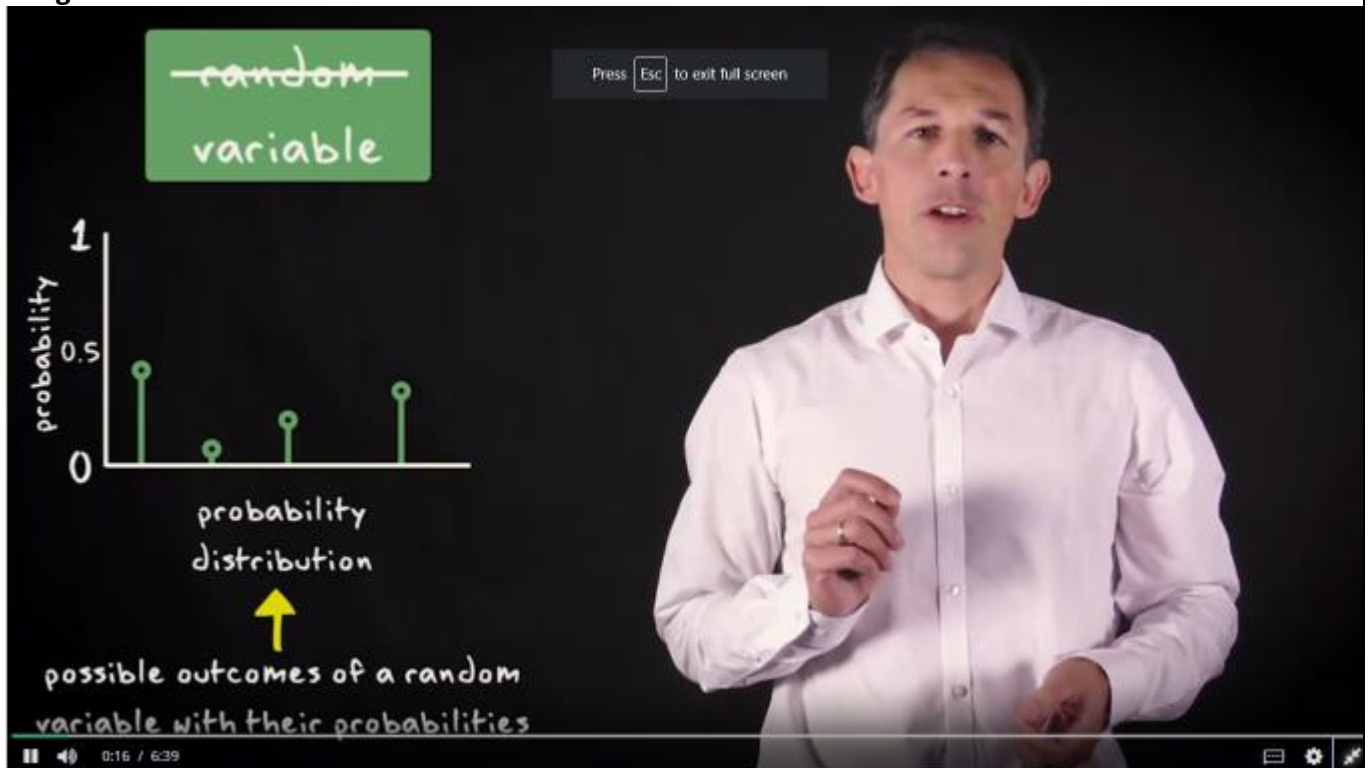 random
variable
Press Esc to exit full screen
1
probability
0.5
0
probability
distribution
possible outcomes of a random
variable with their probabilities
0:16 / 6:39